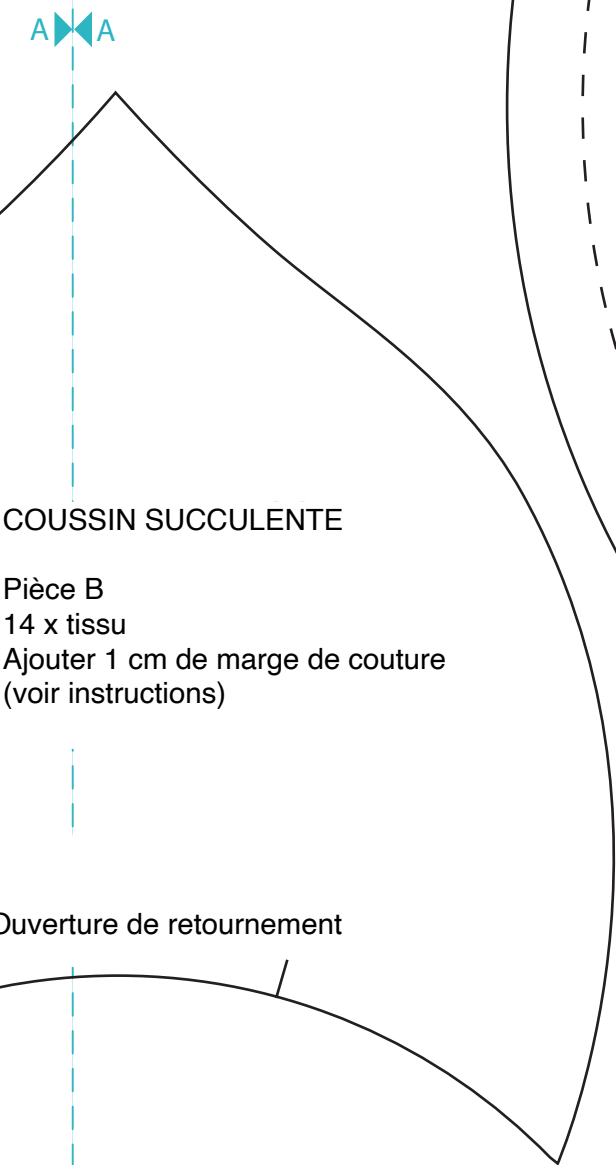 A A
COUSSIN SUCCULENTE
Pièce B
14 x tissu
Ajouter 1 cm de marge de couture
(voir instructions)
Ouverture de retournement